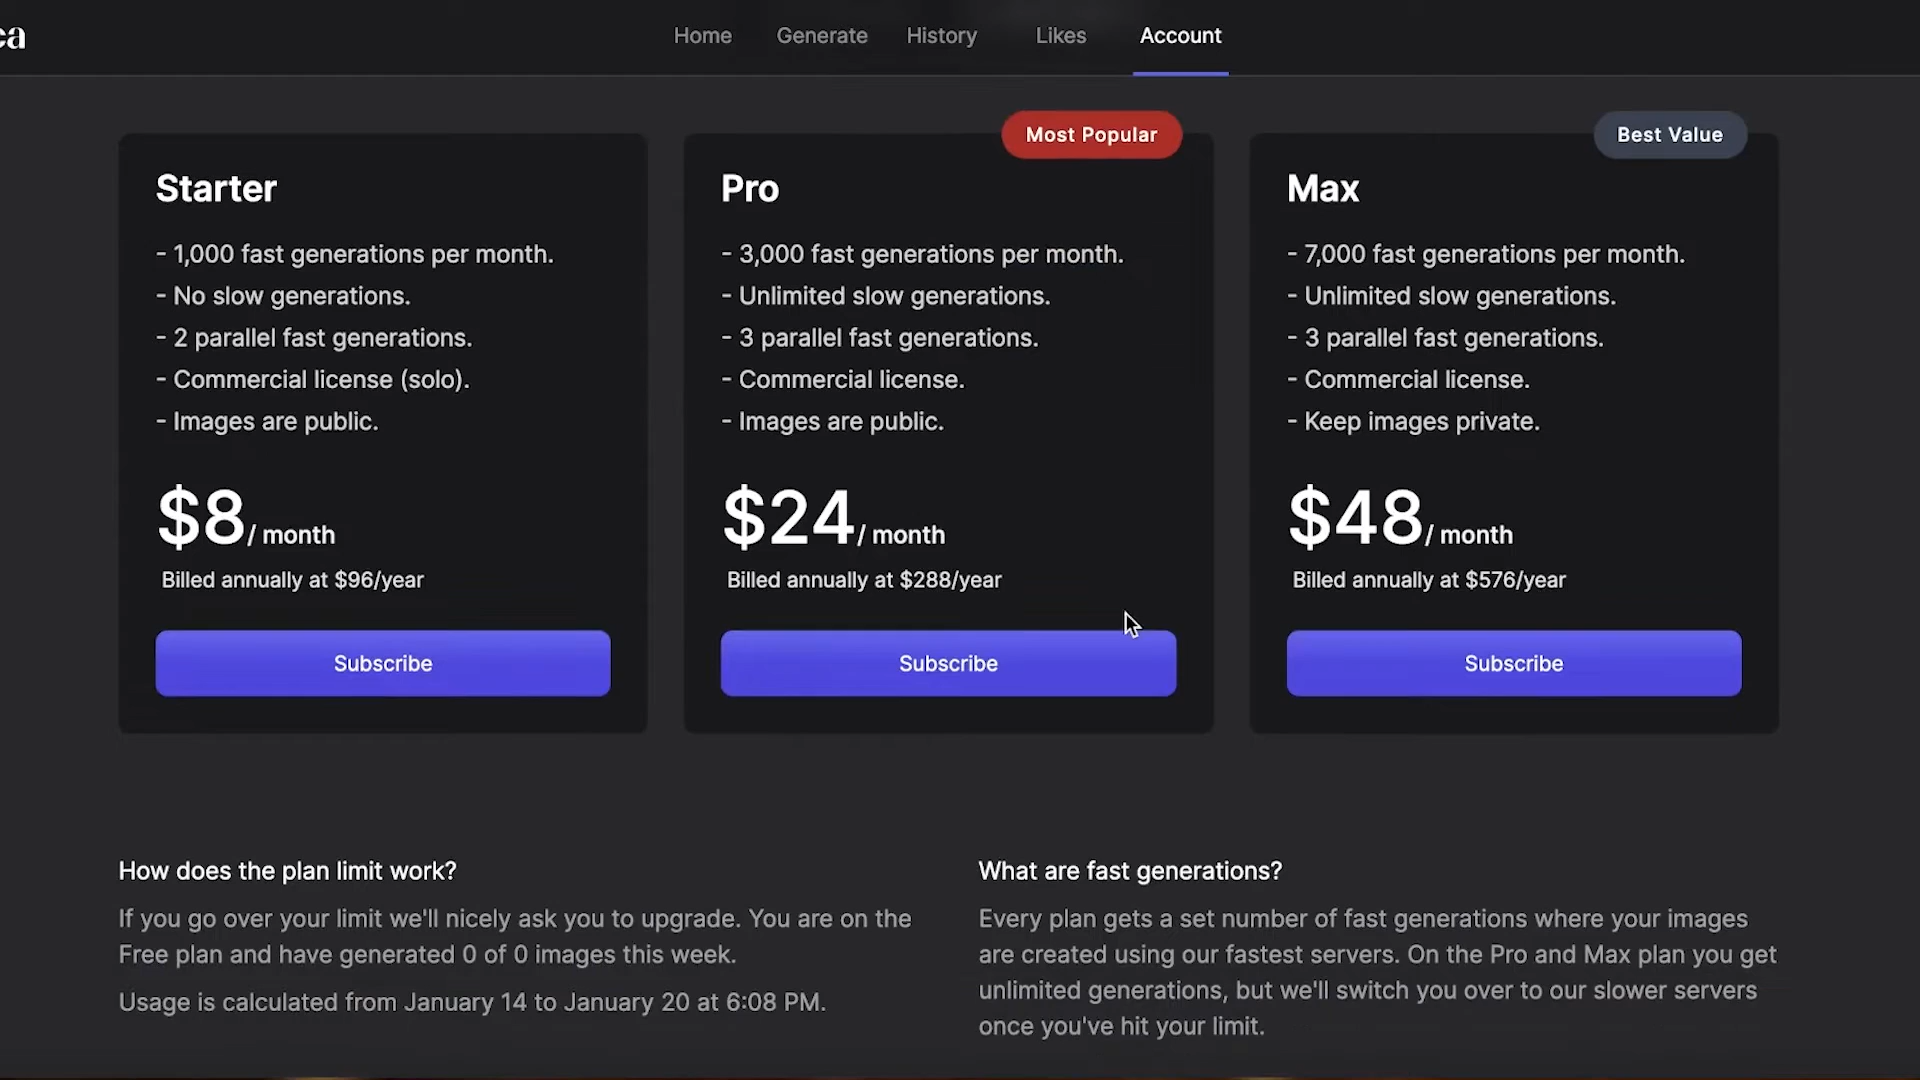 ca
Home Generate History Likes Account
Most Popular
Best Value
Starter
- 1,000 fast generations per month.
- No slow generations.
- 2 parallel fast generations.
- Commercial license (solo).
- Images are public.
$8/ month
Billed annually at $96/year
Subscribe
Pro
- 3,000 fast generations per month.
- Unlimited slow generations.
- 3 parallel fast generations.
- Commercial license.
- Images are public.
$24/ month
Billed annually at $288/year
Subscribe
Max
- 7,000 fast generations per month.
- Unlimited slow generations.
- 3 parallel fast generations.
- Commercial license.
- Keep images private.
$48/ month
Billed annually at $576/year
Subscribe
How does the plan limit work?
If you go over your limit we'll nicely ask you to upgrade. You are on the
Free plan and have generated 0 of 0 images this week.
Usage is calculated from January 14 to January 20 at 6:08 PM.
What are fast generations?
Every plan gets a set number of fast generations where your images
are created using our fastest servers. On the Pro and Max plan you get
unlimited generations, but we'll switch you over to our slower servers
once you've hit your limit.